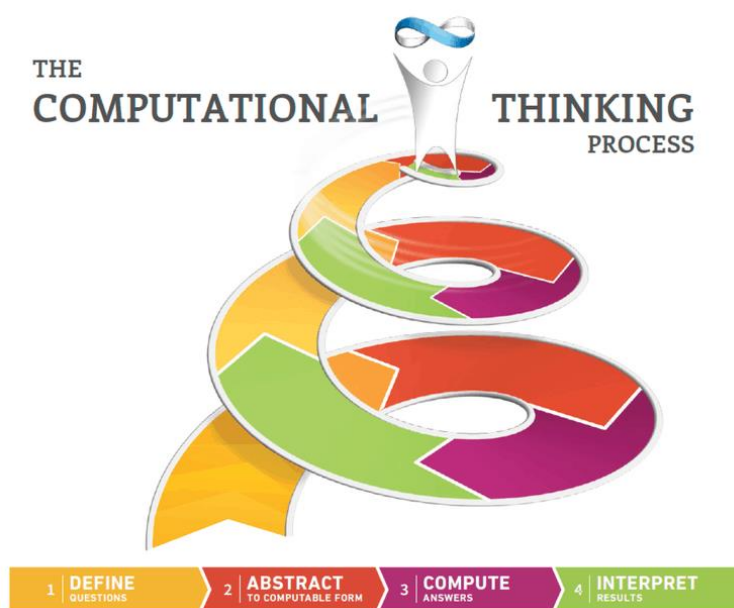 THE
COMPUTATIONAL THINKING
PROCESS
1 DEFINE
QUESTIONS
2 ABSTRACT
TO COMPUTABLE FORM
3 COMPUTE
ANSWERS
4 INTERPRET
RESULTS